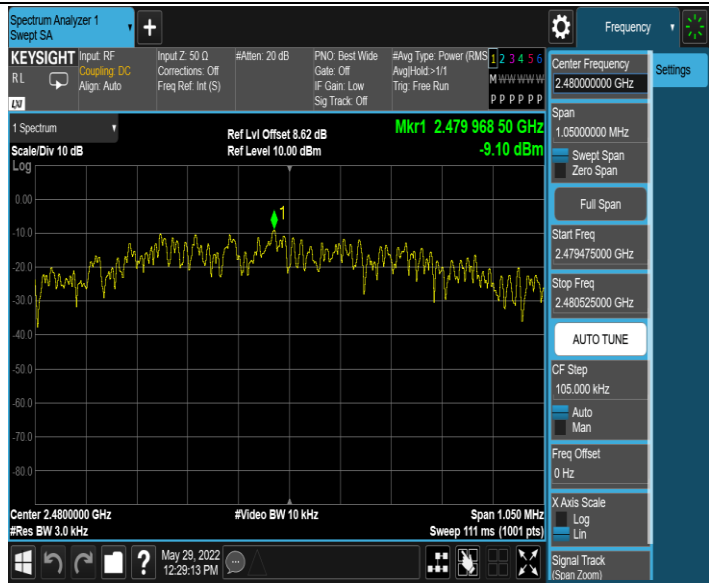 Spectrum Analyzer 1
Swept SA
+
Frequency
KEYSIGHT
RL
LXI
Input: RF
Coupling: DC
Align: Auto
Input Z: 50 Ω
Corrections: Off
Freq Ref: Int (S)
#Atten: 20 dB
PNO: Best Wide
Gate: Off
IF Gain: Low
Sig Track: Off
#Avg Type: Power (RMS
Avg|Hold:>1/1
Trig: Free Run
1 2 3 4 5 6
M W W W W W
P P P P P P
Settings
1 Spectrum
Scale/Div 10 dB
Log
Ref Lvl Offset 8.62 dB
Ref Level 10.00 dBm
Mkr1 2.479 968 50 GHz
-9.10 dBm
1
0.00
-10.0
-20.0
-30.0
-40.0
-50.0
-60.0
-70.0
-80.0
Center 2.480000 GHz
#Res BW 3.0 kHz
#Video BW 10 kHz
Span 1.050 MHz
Sweep 111 ms (1001 pts)
Center Frequency
2.480000000 GHz
Span
1.05000000 MHz
Swept Span
Zero Span
Full Span
Start Freq
2.479475000 GHz
Stop Freq
2.480525000 GHz
AUTO TUNE
CF Step
105.000 kHz
Auto
Man
Freq Offset
0 Hz
X Axis Scale
Log
Lin
Signal Track
(Span Zoom)
?
May 29, 2022
12:29:13 PM